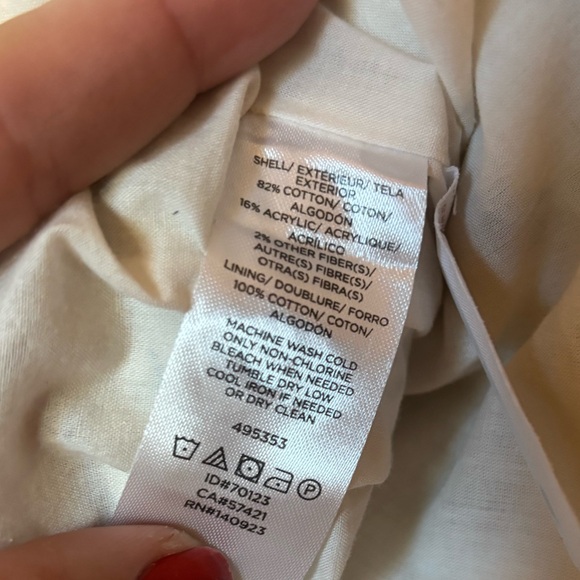 SHELL/ EXTÉRIEUR/ TELA
EXTERIOR
82% COTTON/ COTON/
ALGODÓN
16% ACRYLIC/ ACRYLIQUE/
ACRÍLICO
2% OTHER FIBER(S)/
AUTRE(S) FIBRE(S)/
OTRA(S) FIBRA(S)
LINING/ DOUBLURE/ FORRO
100% COTTON/ COTON/
ALGODÓN
MACHINE WASH COLD
ONLY NON-CHLORINE
BLEACH WHEN NEEDED
TUMBLE DRY LOW
COOL IRON IF NEEDED
OR DRY CLEAN
495353
P
ID#70123
CA#57421
RN#140923